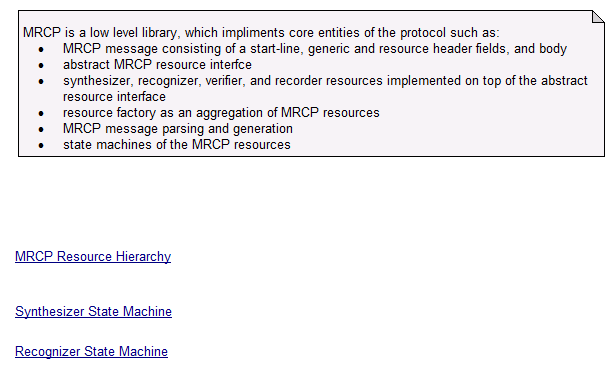 MRCP is a low level library, which impliments core entities of the protocol such as:
• MRCP message consisting of a start-line, generic and resource header fields, and body
• abstract MRCP resource interfce
• synthesizer, recognizer, verifier, and recorder resources implemented on top of the abstract
resource interface
• resource factory as an aggregation of MRCP resources
• MRCP message parsing and generation
• state machines of the MRCP resources
MRCP Resource Hierarchy
Synthesizer State Machine
Recognizer State Machine